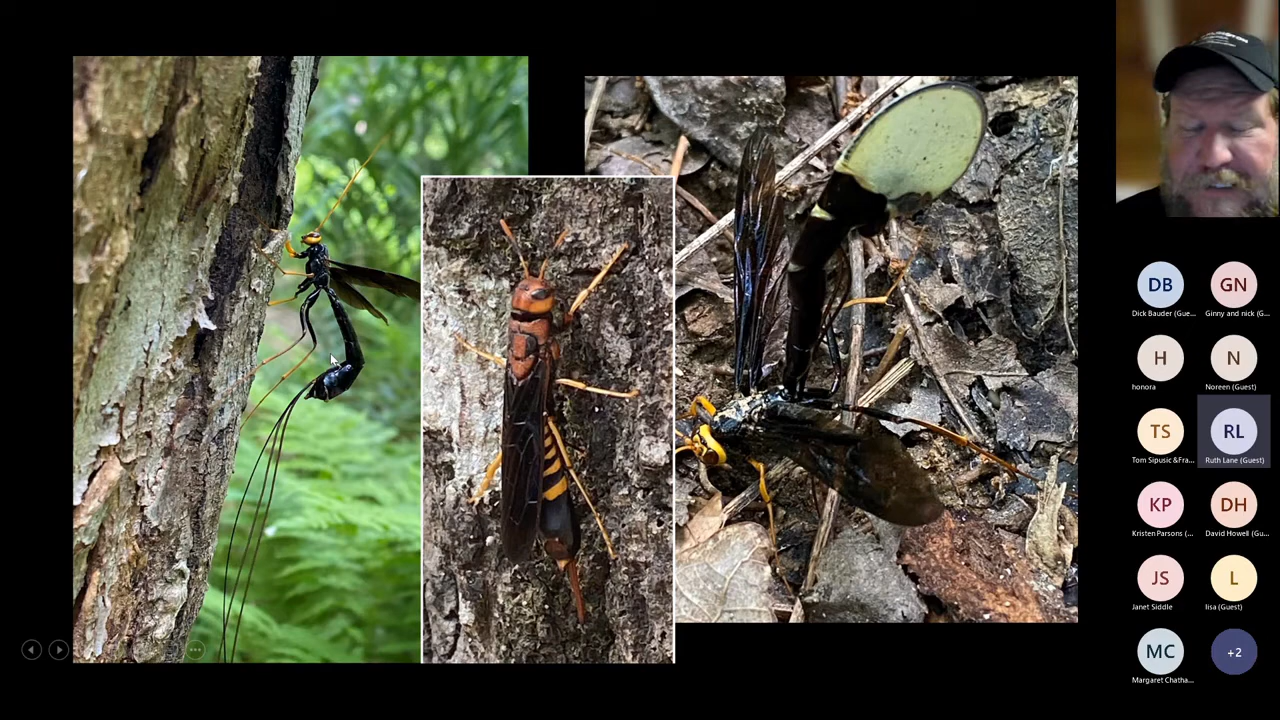 DB
GN
Dick Bauder (Gue...
Ginny and nick (G...
H
N
honora
Noreen (Guest)
TS
RL
Tom Sipusic &Fra...
Ruth Lane (Guest)
KP
DH
Kristen Parsons (...
David Howell (Gu...
JS
L
Janet Siddle
lisa (Guest)
MC
+2
Margaret Chatha...